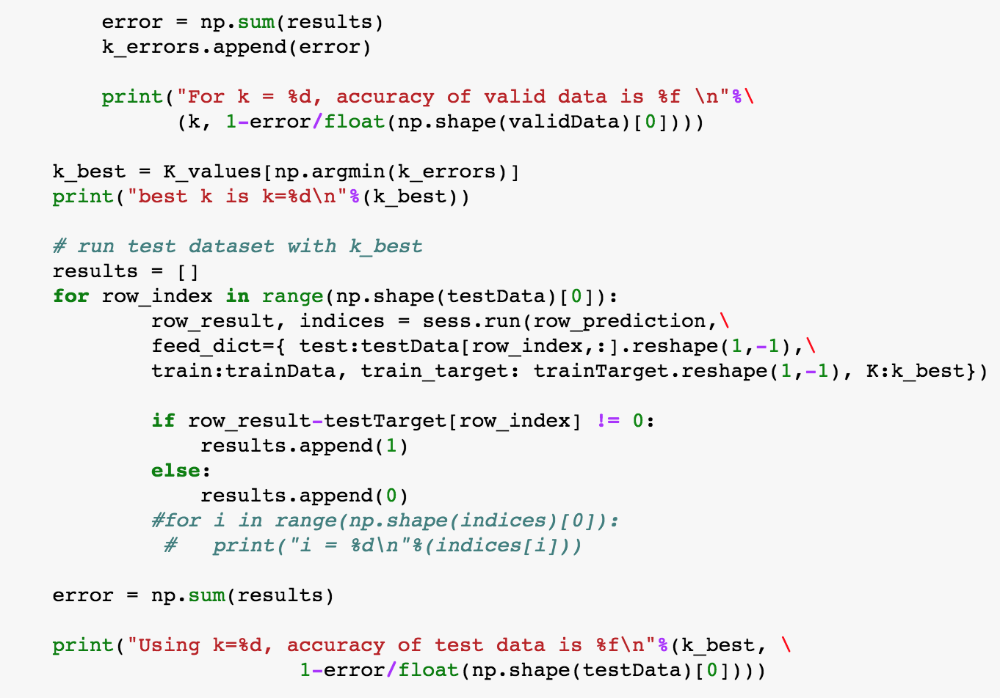 error = np.sum(results)
k_errors.append(error)
print("For k = %d, accuracy of valid data is %f \n"%\
(k, 1-error/float(np.shape(validData)[0])))
k_best = K_values[np.argmin(k_errors)]
print("best k is k=%d\n"%(k_best))
# run test dataset with k_best
results = []
for row_index in range(np.shape(testData)[0]):
row_result, indices = sess.run(row_prediction,\
feed_dict={ test:testData[row_index,:].reshape(1,-1),\
train:trainData, train_target: trainTarget.reshape(1,-1), K:k_best})
if row_result-testTarget[row_index] != 0:
results.append(1)
else:
results.append(0)
#for i in range(np.shape(indices)[0]):
#   print("i = %d\n"%(indices[i]))
error = np.sum(results)
print("Using k=%d, accuracy of test data is %f\n"%(k_best, \
1-error/float(np.shape(testData)[0])))